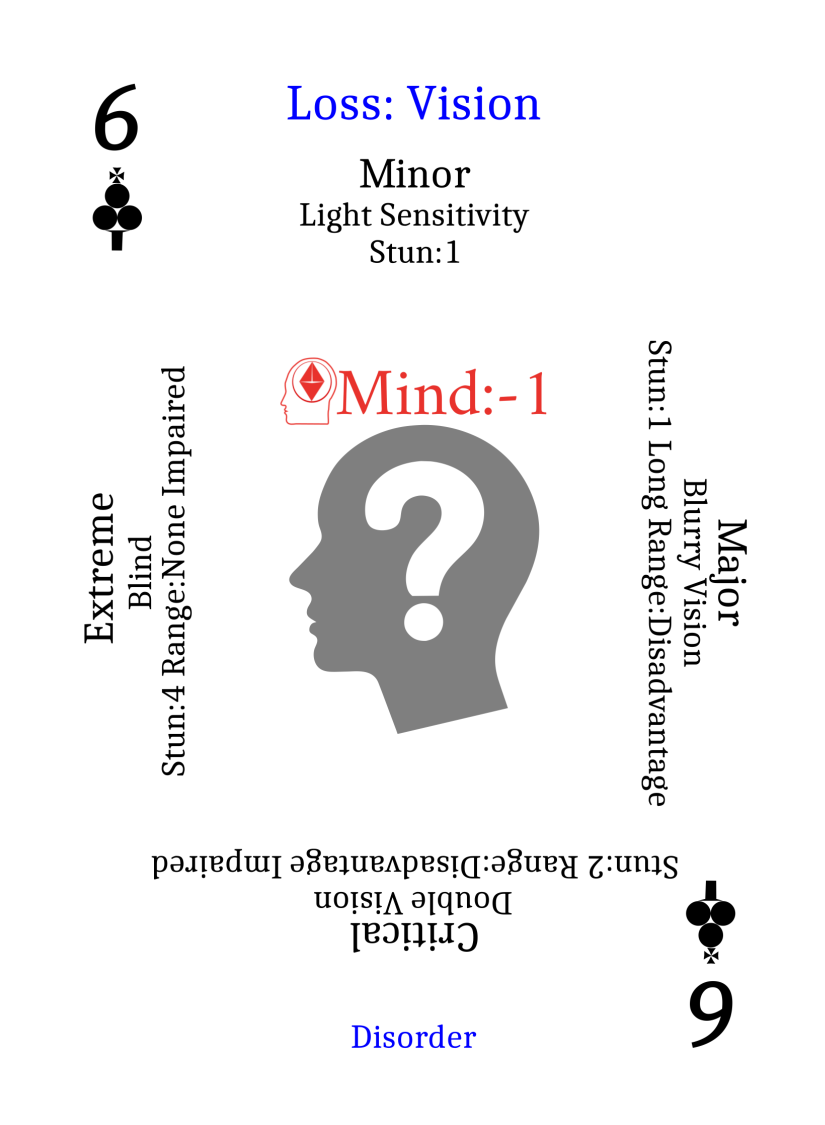 6
Loss: Vision
Minor
Light Sensitivity
Stun:1
Mind:-1
Major
Blurry Vision
Stun:1 Long Range:Disadvantage
Critical
Double Vision
Stun:2 Range:Disadvantage Impaired
Extreme
Blind
Stun:4 Range:None Impaired
6
Disorder